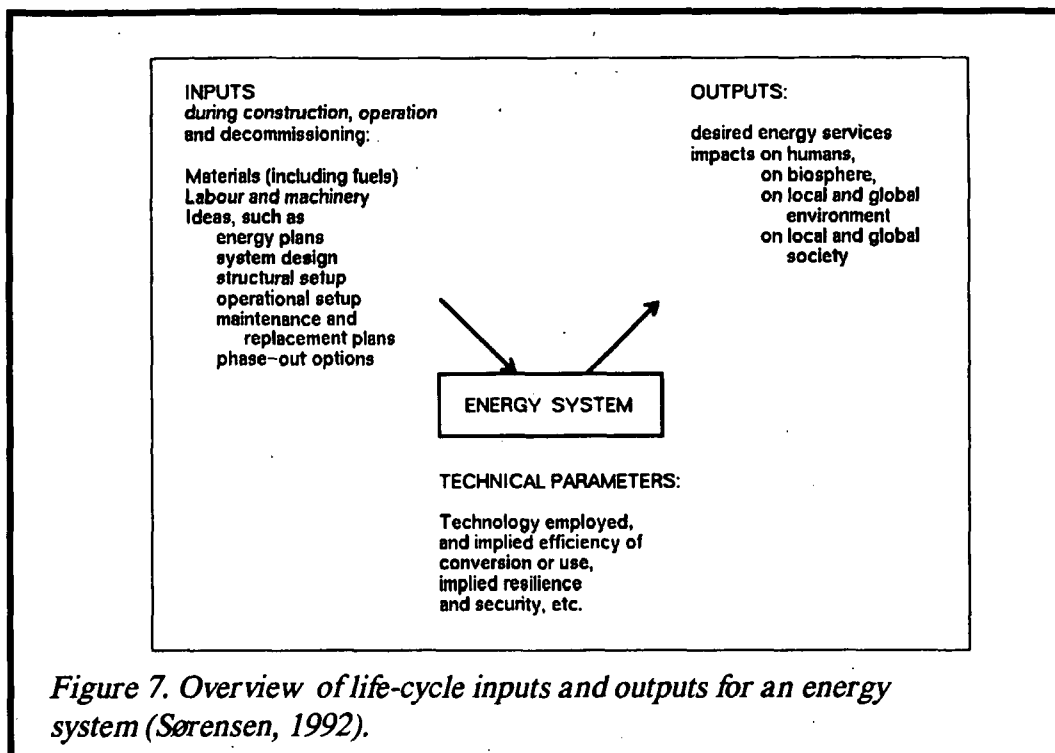 INPUTS
during construction, operation
and decommissioning:
Materials (including fuels)
Labour and machinery
Ideas, such as
energy plans
system design
structural setup
operational setup
maintenance and
replacement plans
phase-out options
OUTPUTS:
desired energy services
impacts on humans,
on biosphere,
on local and global
environment
on local and global
society
ENERGY SYSTEM
TECHNICAL PARAMETERS:
Technology employed,
and implied efficiency of
conversion or use,
implied resilience
and security, etc.
Figure 7. Overview of life-cycle inputs and outputs for an energy
system (Sørensen, 1992).